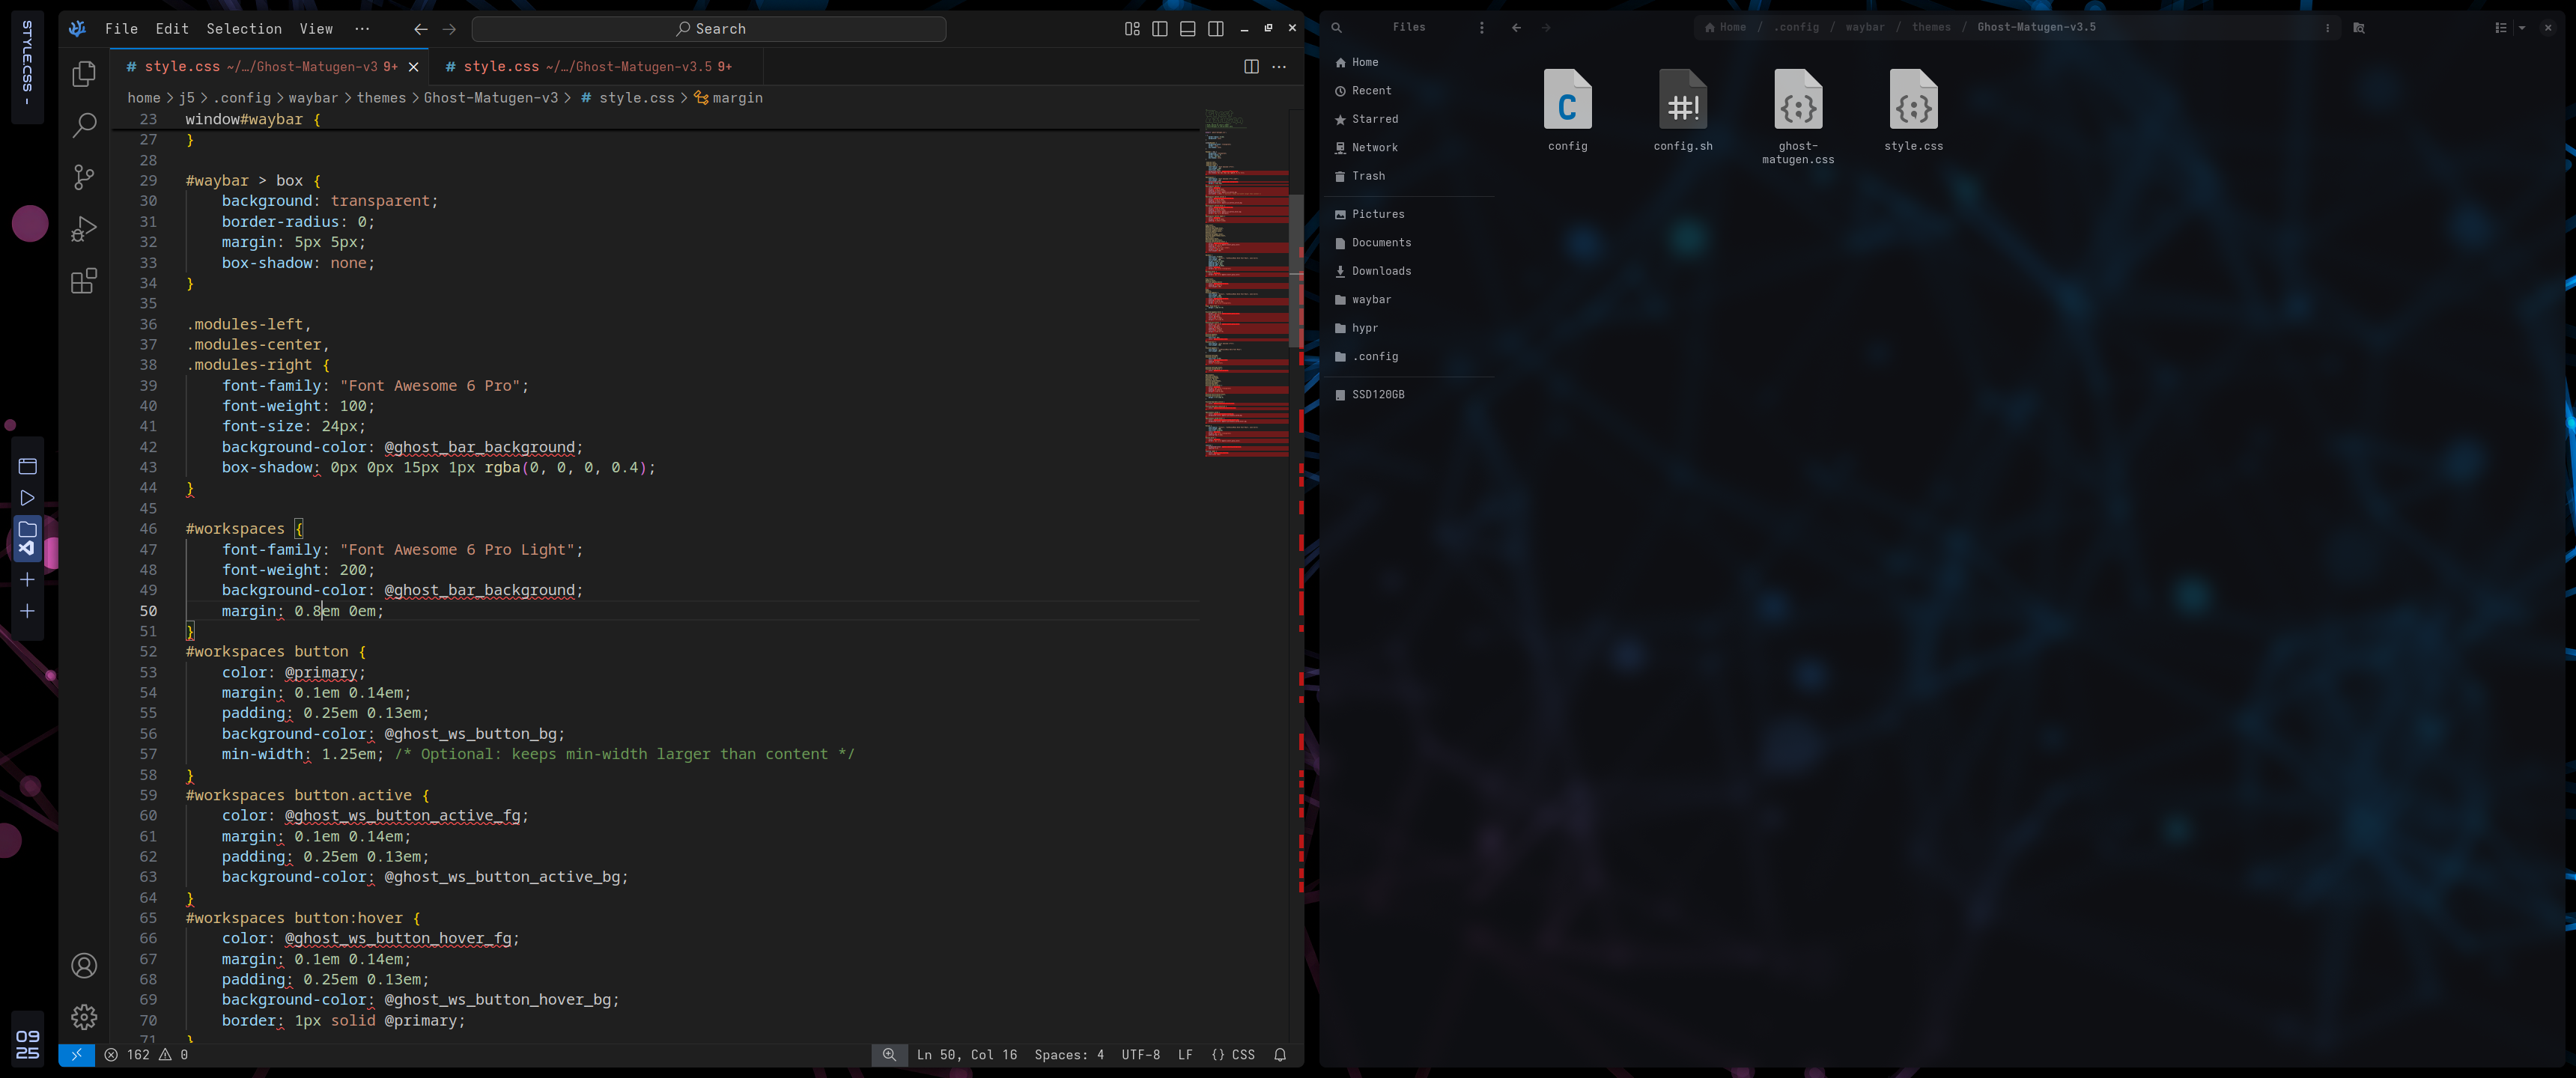 STYLE.CSS -
09
25
File Edit Selection View ···
Search
# style.css ~/.../Ghost-Matugen-v3 9+
# style.css ~/.../Ghost-Matugen-v3.5 9+
home > j5 > .config > waybar > themes > Ghost-Matugen-v3 > # style.css > margin
23 window#waybar {
27 }
28
29 #waybar > box {
30 background: transparent;
31 border-radius: 0;
32 margin: 5px 5px;
33 box-shadow: none;
34 }
35
36 .modules-left,
37 .modules-center,
38 .modules-right {
39 font-family: "Font Awesome 6 Pro";
40 font-weight: 100;
41 font-size: 24px;
42 background-color: @ghost_bar_background;
43 box-shadow: 0px 0px 15px 1px rgba(0, 0, 0, 0.4);
44 }
45
46 #workspaces {
47 font-family: "Font Awesome 6 Pro Light";
48 font-weight: 200;
49 background-color: @ghost_bar_background;
50 margin: 0.8em 0em;
51 }
52 #workspaces button {
53 color: @primary;
54 margin: 0.1em 0.14em;
55 padding: 0.25em 0.13em;
56 background-color: @ghost_ws_button_bg;
57 min-width: 1.25em; /* Optional: keeps min-width larger than content */
58 }
59 #workspaces button.active {
60 color: @ghost_ws_button_active_fg;
61 margin: 0.1em 0.14em;
62 padding: 0.25em 0.13em;
63 background-color: @ghost_ws_button_active_bg;
64 }
65 #workspaces button:hover {
66 color: @ghost_ws_button_hover_fg;
67 margin: 0.1em 0.14em;
68 padding: 0.25em 0.13em;
69 background-color: @ghost_ws_button_hover_bg;
70 border: 1px solid @primary;
71 }
162 0
Ln 50, Col 16 Spaces: 4 UTF-8 LF {} CSS
Files
Home / .config / waybar / themes / Ghost-Matugen-v3.5
Home
Recent
Starred
Network
Trash
Pictures
Documents
Downloads
waybar
hypr
.config
SSD120GB
C
config
#!
config.sh
{;}
ghost-
matugen.css
{;}
style.css